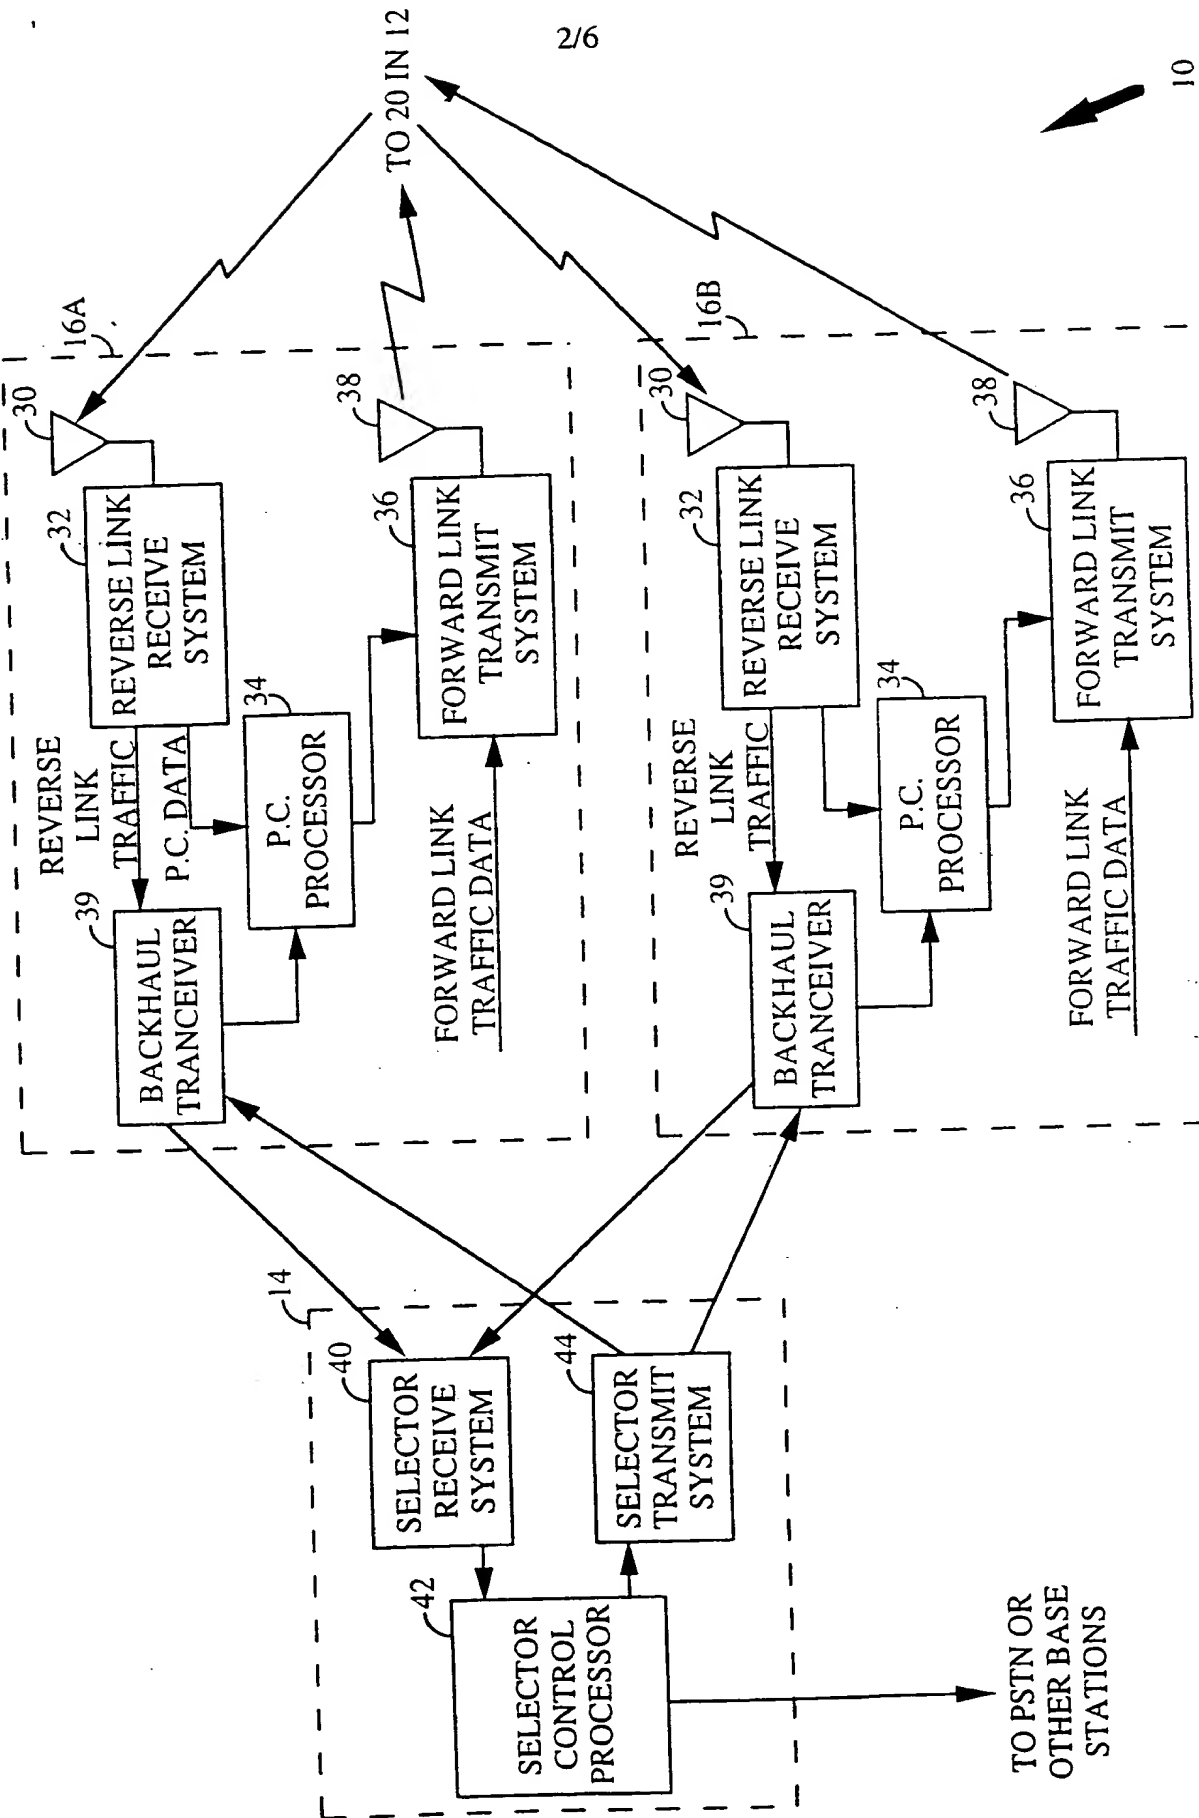 2/6
10
TO 20 IN 12
16A
30
32
REVERSE LINK
RECEIVE
SYSTEM
38
36
FORWARD LINK
TRANSMIT
SYSTEM
REVERSE
LINK
TRAFFIC
P.C. DATA
34
P.C.
PROCESSOR
39
BACKHAUL
TRANCEIVER
FORWARD LINK
TRAFFIC DATA
16B
30
32
REVERSE LINK
RECEIVE
SYSTEM
38
36
FORWARD LINK
TRANSMIT
SYSTEM
REVERSE
LINK
TRAFFIC
34
P.C.
PROCESSOR
39
BACKHAUL
TRANCEIVER
FORWARD LINK
TRAFFIC DATA
14
40
SELECTOR
RECEIVE
SYSTEM
44
SELECTOR
TRANSMIT
SYSTEM
42
SELECTOR
CONTROL
PROCESSOR
TO PSTN OR
OTHER BASE
STATIONS